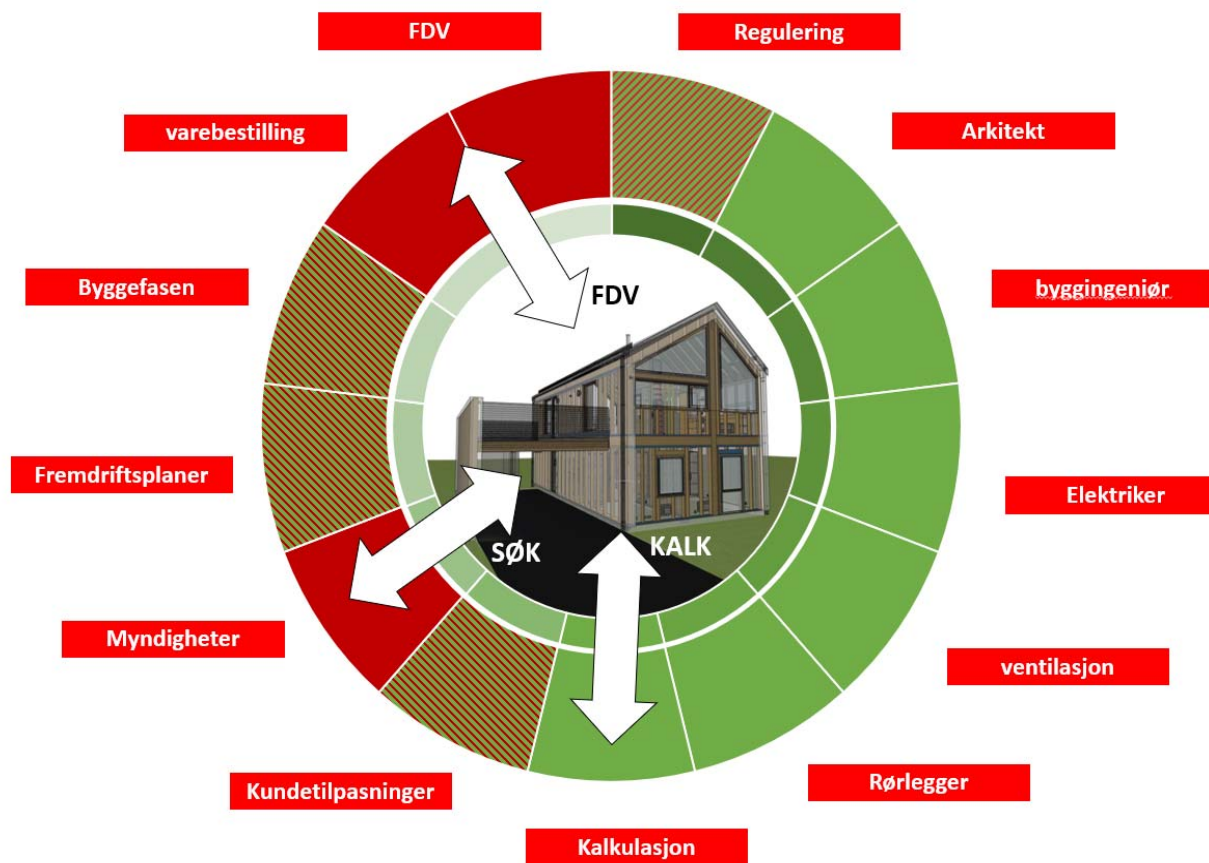 FDV
Regulering
varebestilling
Arkitekt
Byggefasen
byggingeniør
FDV
Fremdriftsplaner
Elektriker
SØK
KALK
Myndigheter
ventilasjon
Kundetilpasninger
Rørlegger
Kalkulasjon